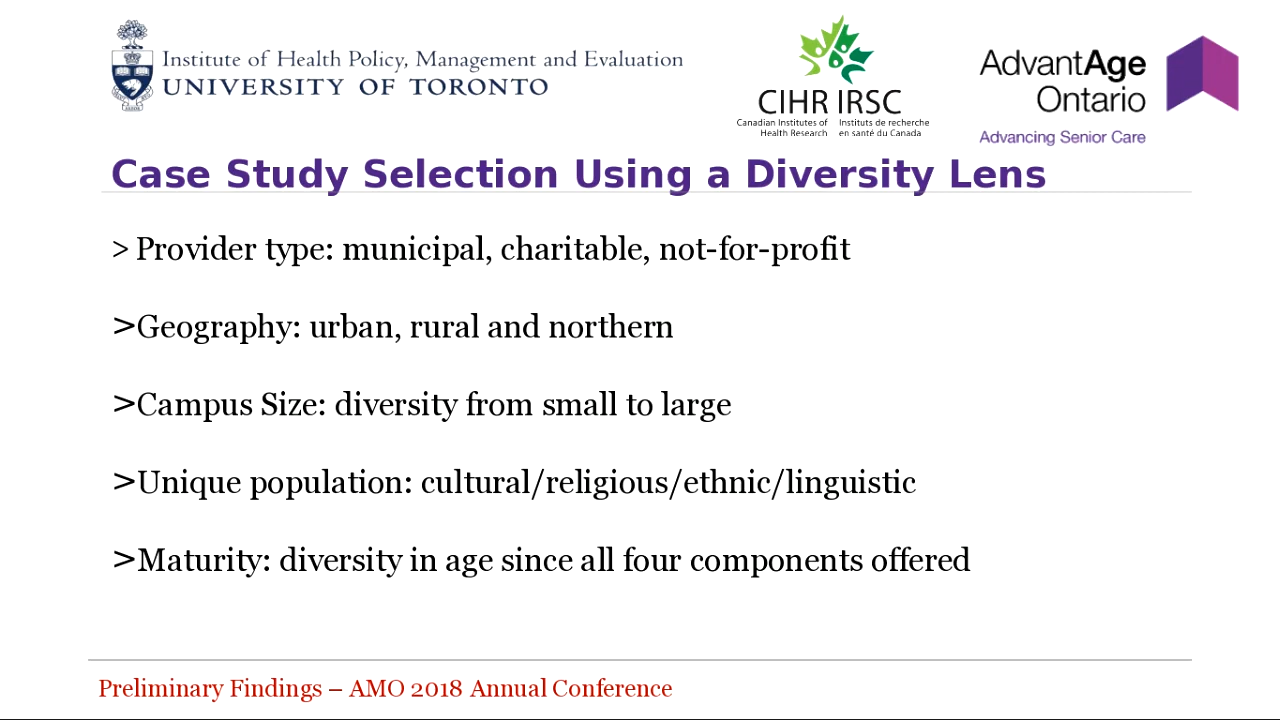 Institute of Health Policy, Management and Evaluation
UNIVERSITY OF TORONTO
CIHR IRSC
Canadian Institutes of Health Research
Instituts de recherche en santé du Canada
AdvantAge
Ontario
Advancing Senior Care
Case Study Selection Using a Diversity Lens
> Provider type: municipal, charitable, not-for-profit
>Geography: urban, rural and northern
>Campus Size: diversity from small to large
>Unique population: cultural/religious/ethnic/linguistic
>Maturity: diversity in age since all four components offered
Preliminary Findings – AMO 2018 Annual Conference